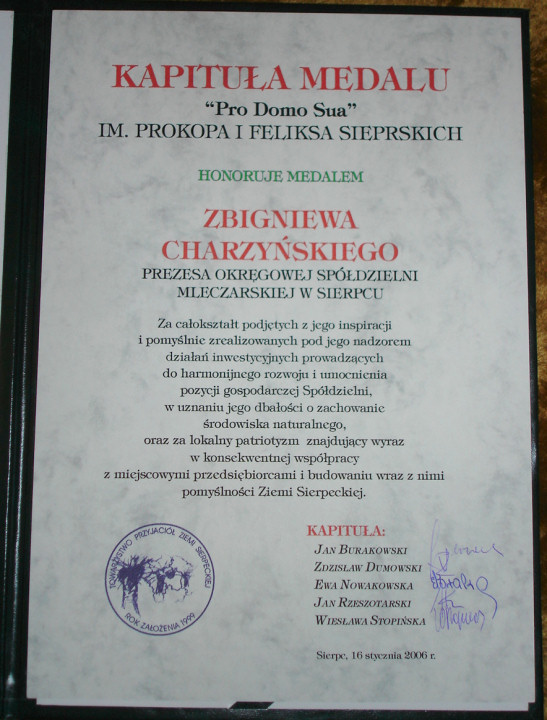 KAPITUŁA MEDALU
“Pro Domo Sua”
IM. PROKOPA I FELIKSA SIEPRSKICH
HONORUJE MEDALEM
ZBIGNIEWA
CHARZYŃSKIEGO
PREZESA OKRĘGOWEJ SPÓŁDZIELNI
MLECZARSKIEJ W SIERPCU
Za całokształt podjętych z jego inspiracji
i pomyślnie zrealizowanych pod jego nadzorem
działań inwestycyjnych prowadzących
do harmonijnego rozwoju i umocnienia
pozycji gospodarczej Spółdzielni,
w uznaniu jego dbałości o zachowanie
środowiska naturalnego,
oraz za lokalny patriotyzm znajdujący wyraz
w konsekwentnej współpracy
z miejscowymi przedsiębiorcami i budowaniu wraz z nimi
pomyślności Ziemi Sierpeckiej.
TOWARZYSTWO PRZYJACIÓŁ ZIEMI SIERPECKIEJ
ROK ZAŁOŻENIA 1999
KAPITUŁA:
JAN BURAKOWSKI
ZDZISŁAW DUMOWSKI
EWA NOWAKOWSKA
JAN RZESZOTARSKI
WIESŁAWA STOPIŃSKA
Sierpc, 16 stycznia 2006 r.